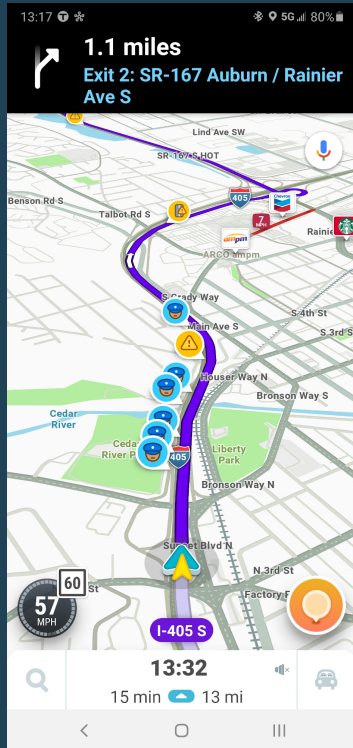 13:17
5G
80%
1.1 miles
Exit 2: SR-167 Auburn / Rainier
Ave S
Lind Ave SW
SR-167 S HOT
Benson Rd S
405
Chevron
Talbot Rd S
7
MPH
Rainie
ampm
ARCO ampm
S Grady Way
S 4th St
Main Ave S
S 3rd S
Houser Way N
Bronson Way S
Cedar
River
Cedar
River P
Liberty
Park
405
Bronson Way N
Sunset Blvd N
N 3rd St
Factory
60
St
57
MPH
I-405 S
13:32
15 min
13 mi